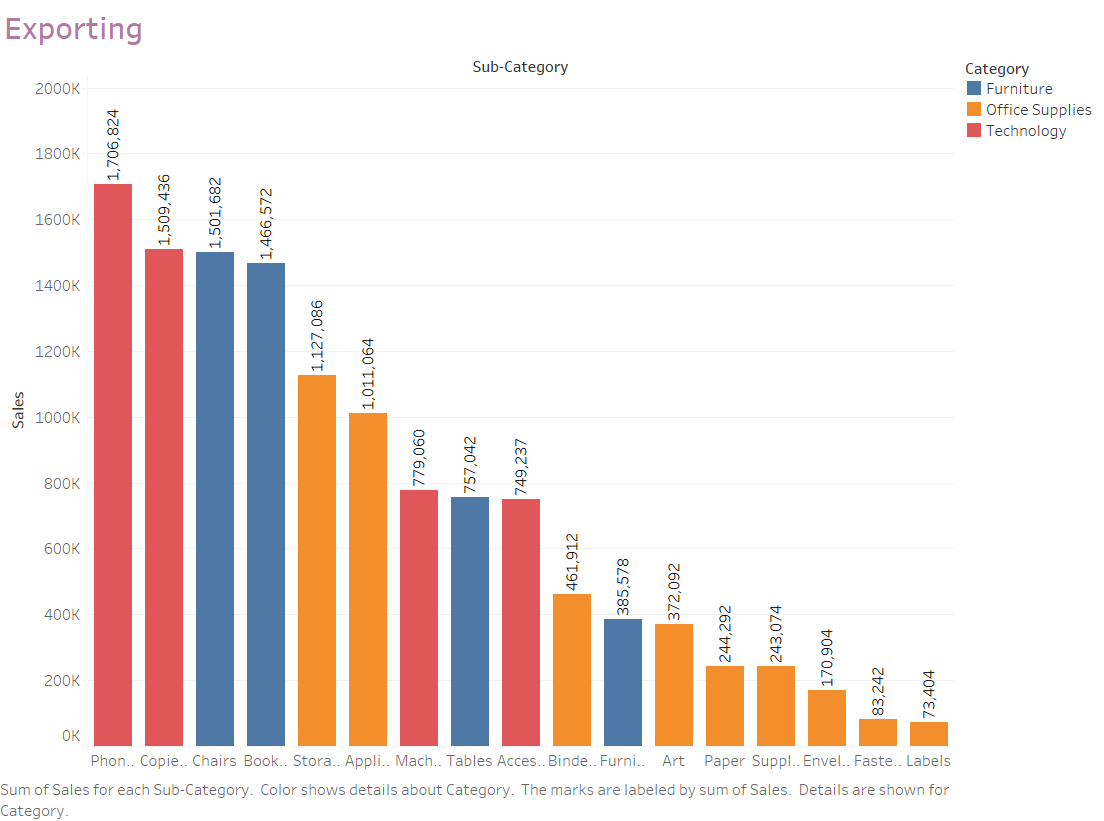 Exporting
Sub-Category
Category
Furniture
Office Supplies
Technology
Sales
2000K
1800K
1600K
1400K
1200K
1000K
800K
600K
400K
200K
0K
1,706,824
1,509,436
1,501,682
1,466,572
1,127,086
1,011,064
779,060
757,042
749,237
461,912
385,578
372,092
244,292
243,074
170,904
83,242
73,404
Phon.. Copie.. Chairs Book.. Stora.. Appli.. Mach.. Tables Acces.. Binde.. Furni.. Art Paper Suppl.. Envel.. Faste.. Labels
Sum of Sales for each Sub-Category. Color shows details about Category. The marks are labeled by sum of Sales. Details are shown for
Category.